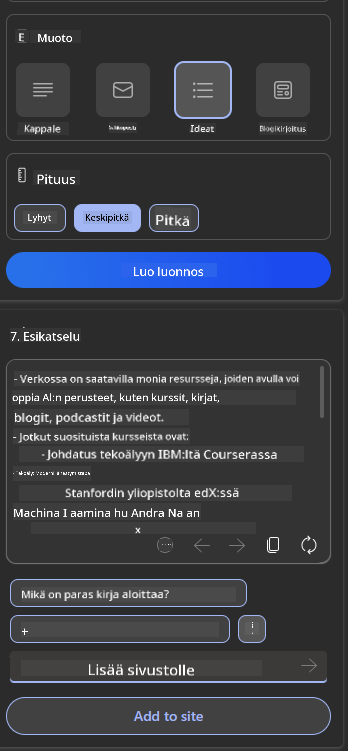 Muoto
Kappale
Ideat
Blogikirjoitus
Pituus
Lyhyt
Keskipitkä
Pitkä
Luo luonnos
7. Esikatselu
- Verkossa on saatavilla monia resursseja, joiden avulla voi
oppia AI:n perusteet, kuten kurssit, kirjat,
blogit, podcastit ja videot.
- Jotkut suosituista kursseista ovat:
- Johdatus tekoälyyn IBM:ltä Courserassa
Stanfordin yliopistolta edX:ssä
Machina I aamina hu Andra Na an
x
Mikä on paras kirja aloittaa?
+
Lisää sivustolle
Add to site